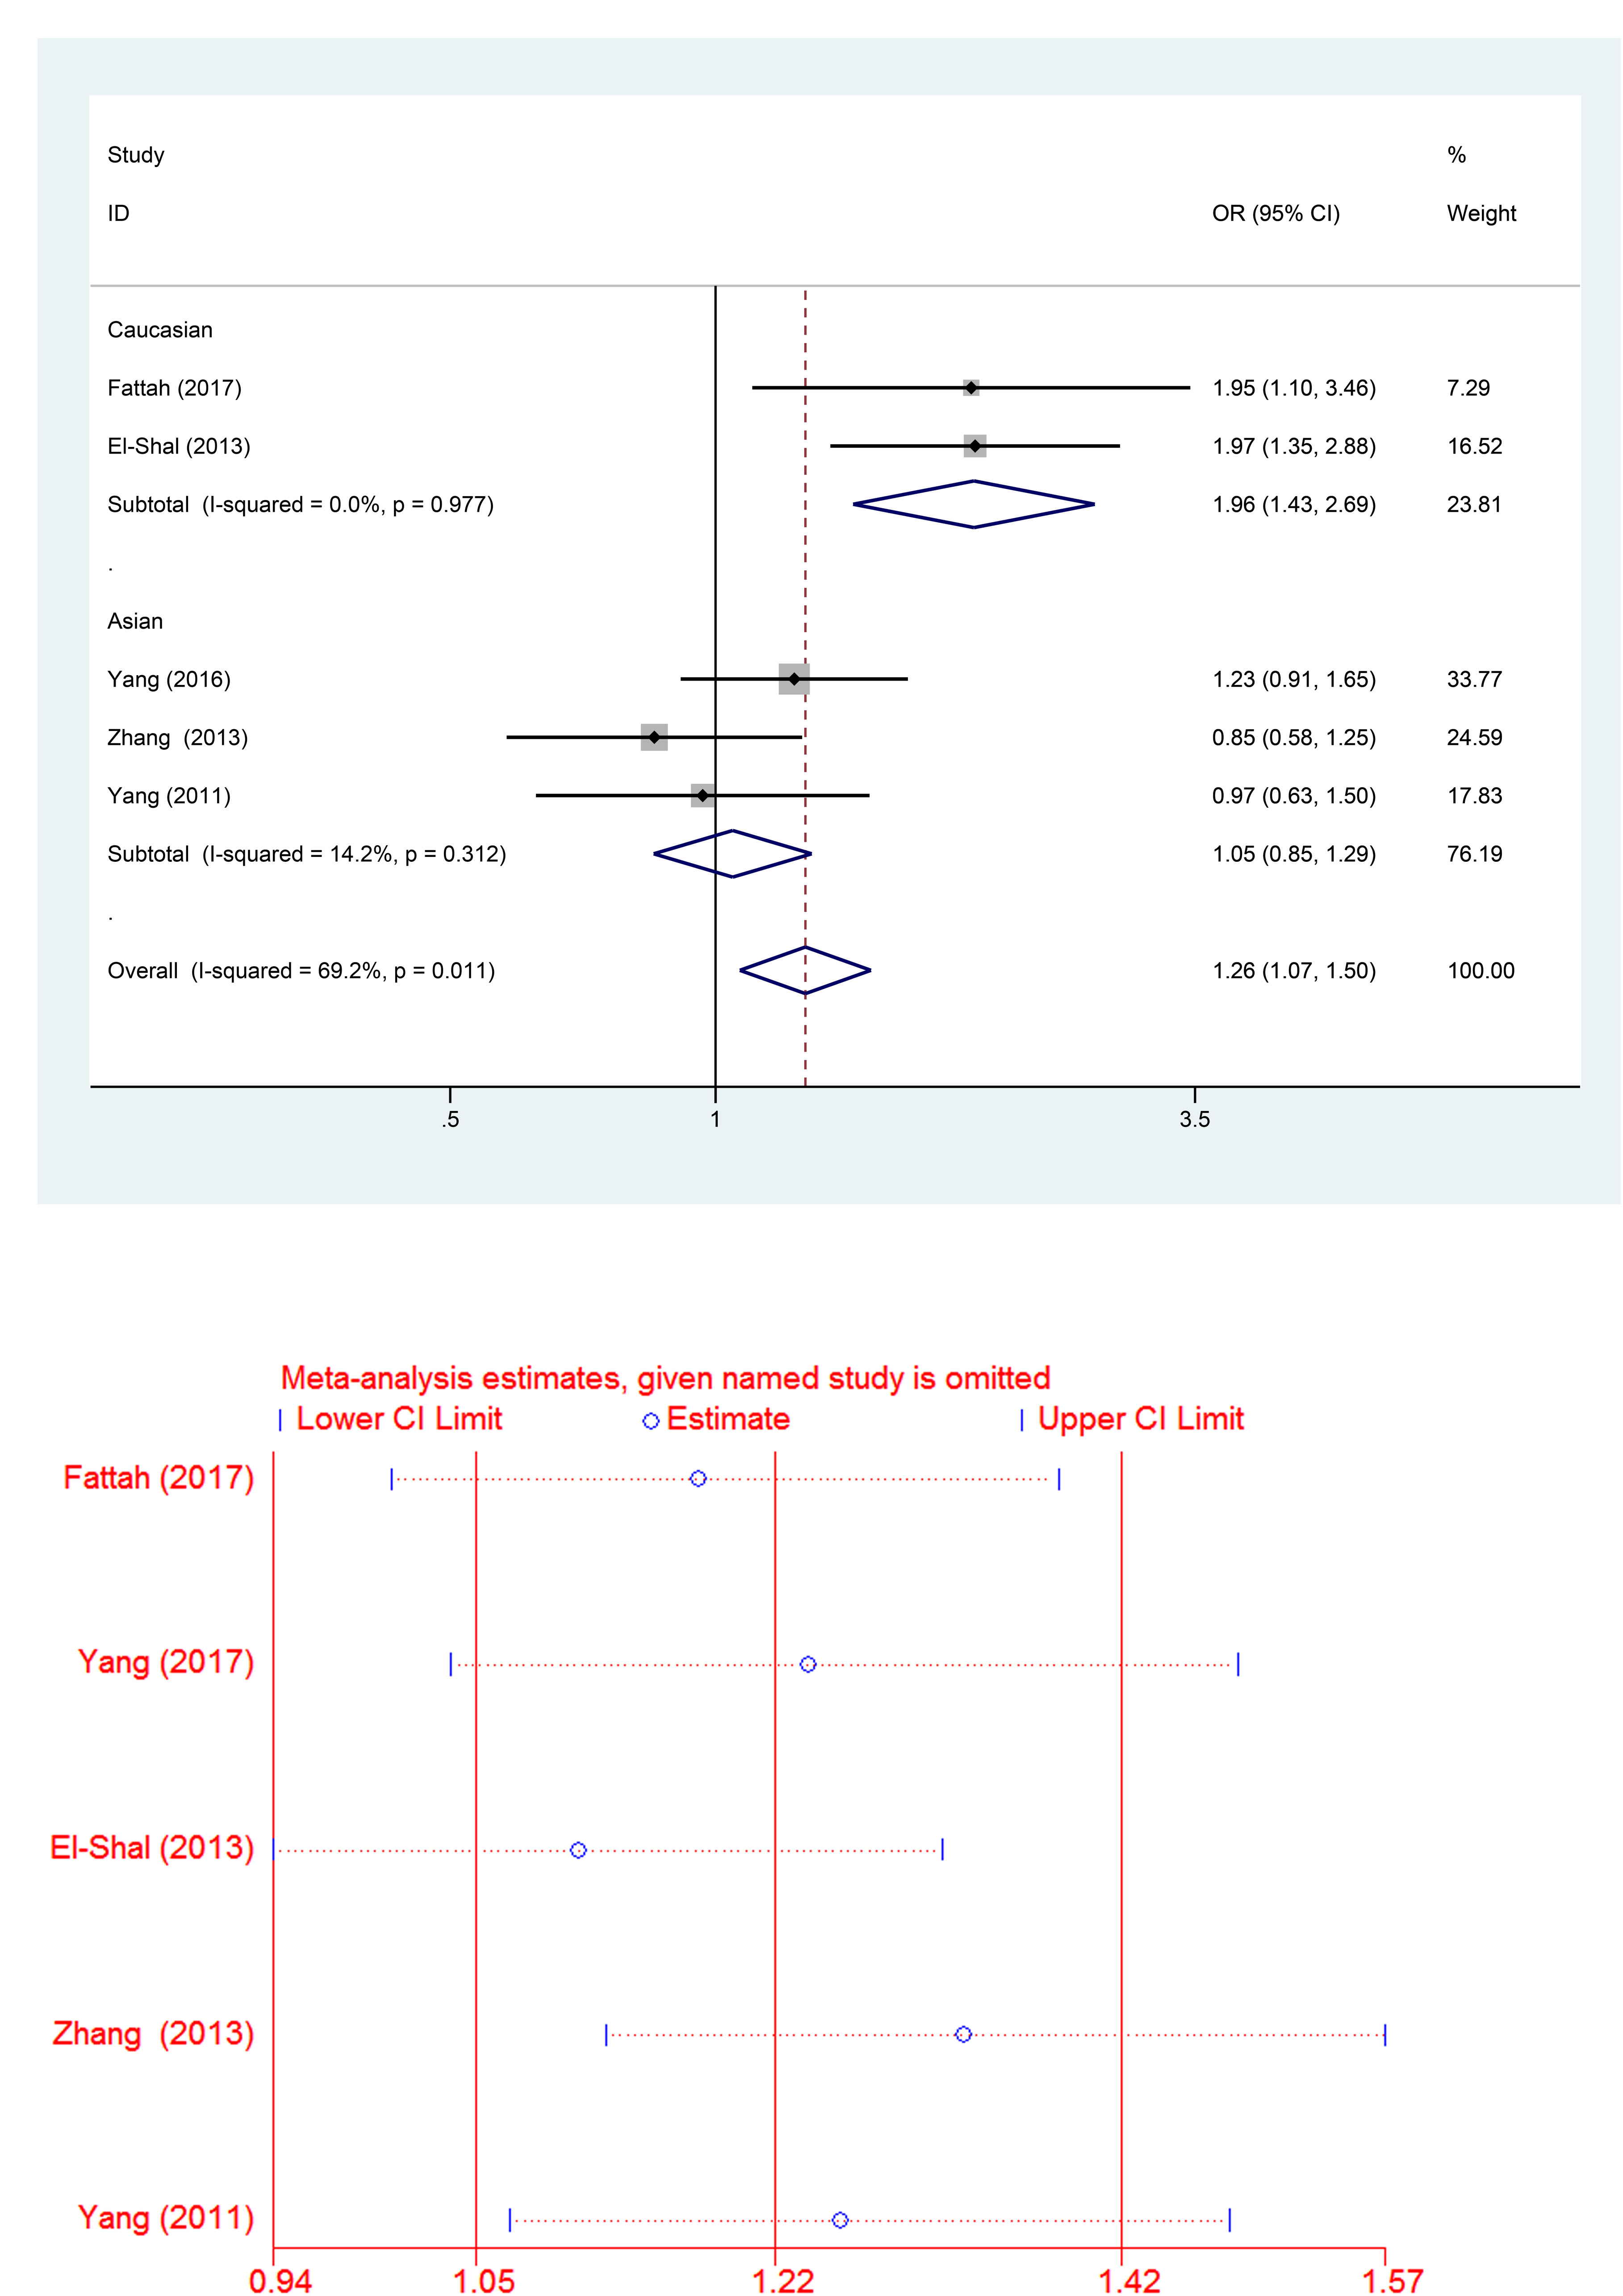 Study %
ID OR (95% CI) Weight
Caucasian
Fattah (2017) 1.95 (1.10, 3.46) 7.29
El-Shal (2013) 1.97 (1.35, 2.88) 16.52
Subtotal (I-squared = 0.0%, p = 0.977) 1.96 (1.43, 2.69) 23.81
.
Asian
Yang (2016) 1.23 (0.91, 1.65) 33.77
Zhang (2013) 0.85 (0.58, 1.25) 24.59
Yang (2011) 0.97 (0.63, 1.50) 17.83
Subtotal (I-squared = 14.2%, p = 0.312) 1.05 (0.85, 1.29) 76.19
.
Overall (I-squared = 69.2%, p = 0.011) 1.26 (1.07, 1.50) 100.00
.5 1 3.5
Meta-analysis estimates, given named study is omitted
Lower CI Limit Estimate Upper CI Limit
Fattah (2017)
Yang (2017)
El-Shal (2013)
Zhang (2013)
Yang (2011)
0.94 1.05 1.22 1.42 1.57